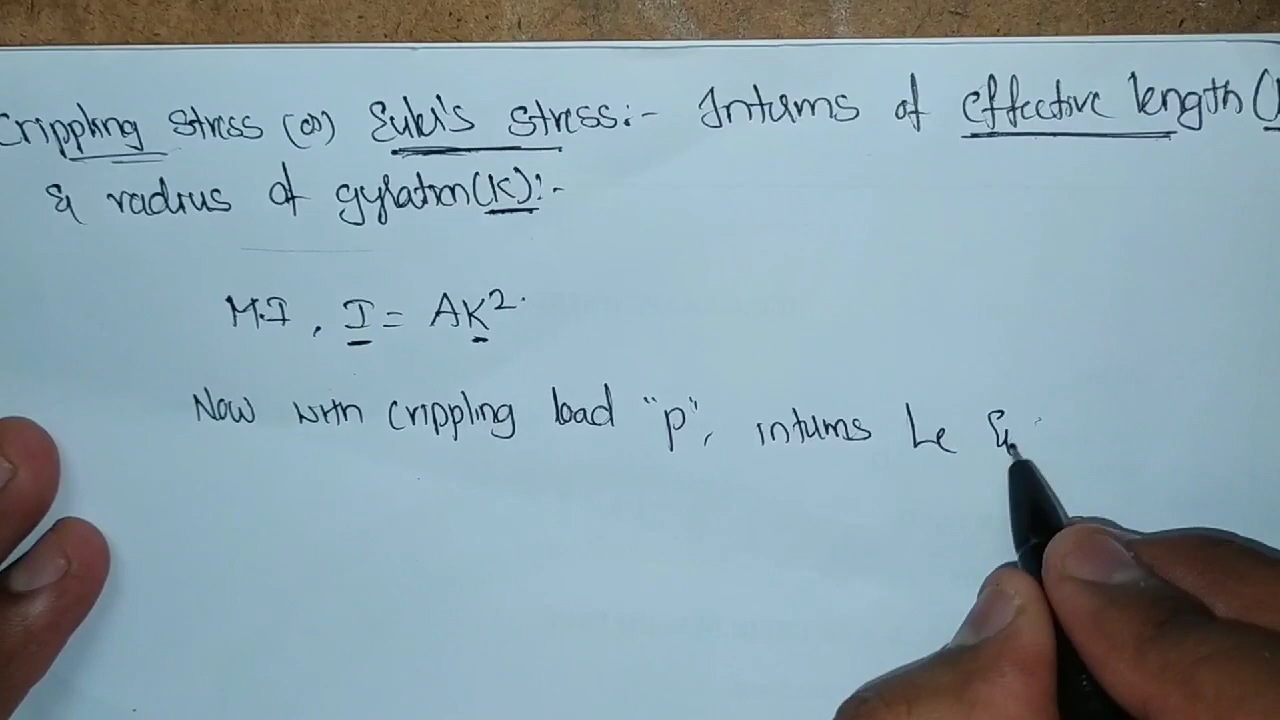 Crippling stress (or) Euler's stress:- Interms of effective length (
& radius of gyration (K):-
M.I , I = AK².
Now with crippling load "p", interms Le &